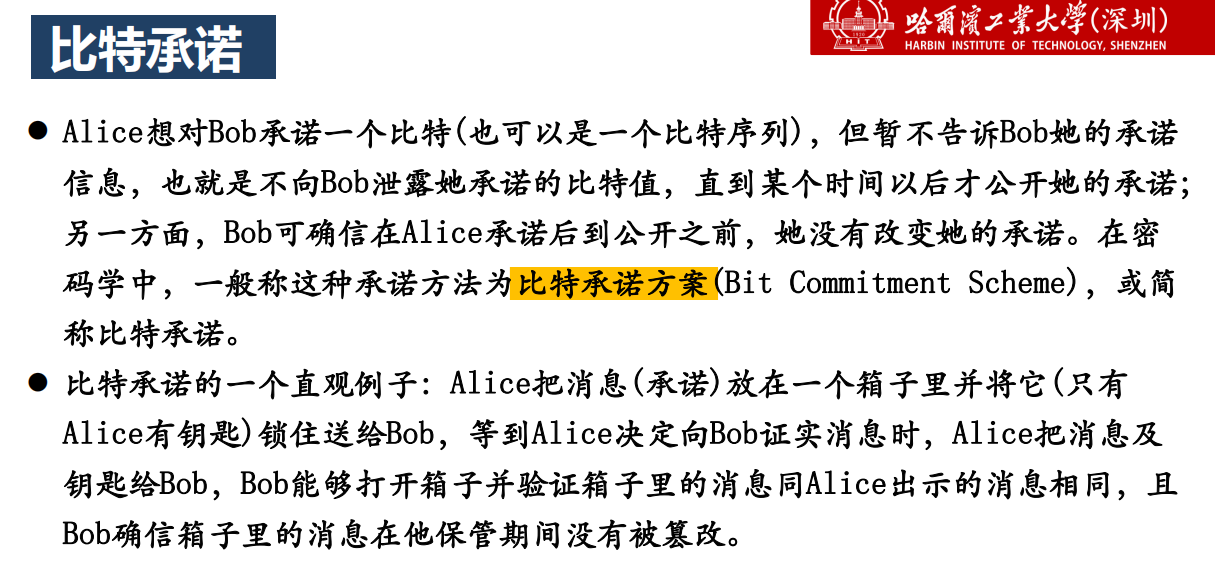 比特承诺
哈爾濱工業大學(深圳)
HARBIN INSTITUTE OF TECHNOLOGY, SHENZHEN
1920
HIT
● Alice想对Bob承诺一个比特(也可以是一个比特序列)，但暂不告诉Bob她的承诺
信息，也就是不向Bob泄露她承诺的比特值，直到某个时间以后才公开她的承诺；
另一方面，Bob可确信在Alice承诺后到公开之前，她没有改变她的承诺。在密
码学中，一般称这种承诺方法为比特承诺方案(Bit Commitment Scheme)，或简
称比特承诺。
● 比特承诺的一个直观例子：Alice把消息(承诺)放在一个箱子里并将它(只有
Alice有钥匙)锁住送给Bob，等到Alice决定向Bob证实消息时，Alice把消息及
钥匙给Bob，Bob能够打开箱子并验证箱子里的消息同Alice出示的消息相同，且
Bob确信箱子里的消息在他保管期间没有被篡改。